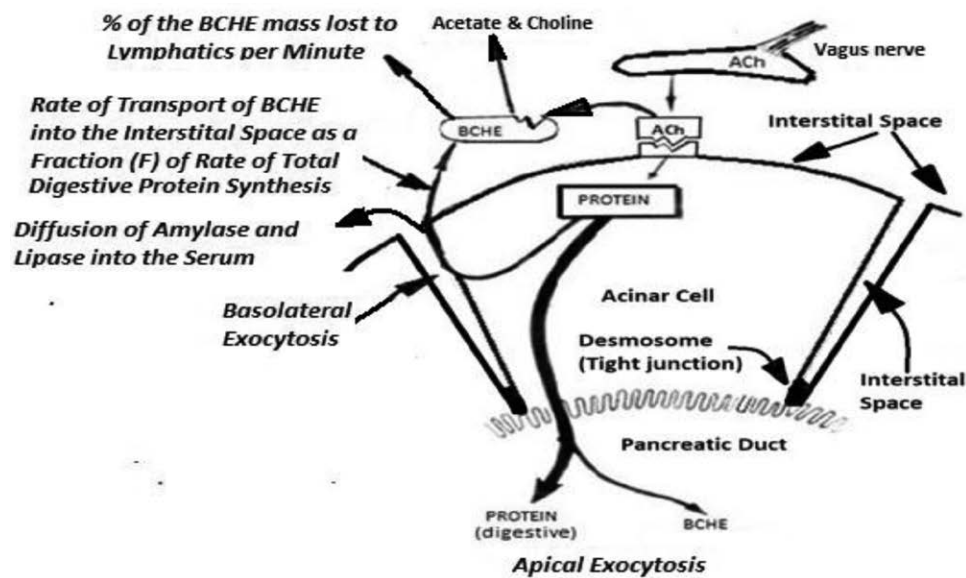 % of the BCHE mass lost to
Lymphatics per Minute
Acetate & Choline
ACh
Vagus nerve
Rate of Transport of BCHE
into the Interstital Space as a
Fraction (F) of Rate of Total
Digestive Protein Synthesis
BCHE
ACh
Interstital Space
PROTEIN
Diffusion of Amylase and
Lipase into the Serum
Basolateral
Exocytosis
Acinar Cell
Desmosome
(Tight junction)
Interstital
Space
Pancreatic Duct
PROTEIN
(digestive)
BCHE
Apical Exocytosis